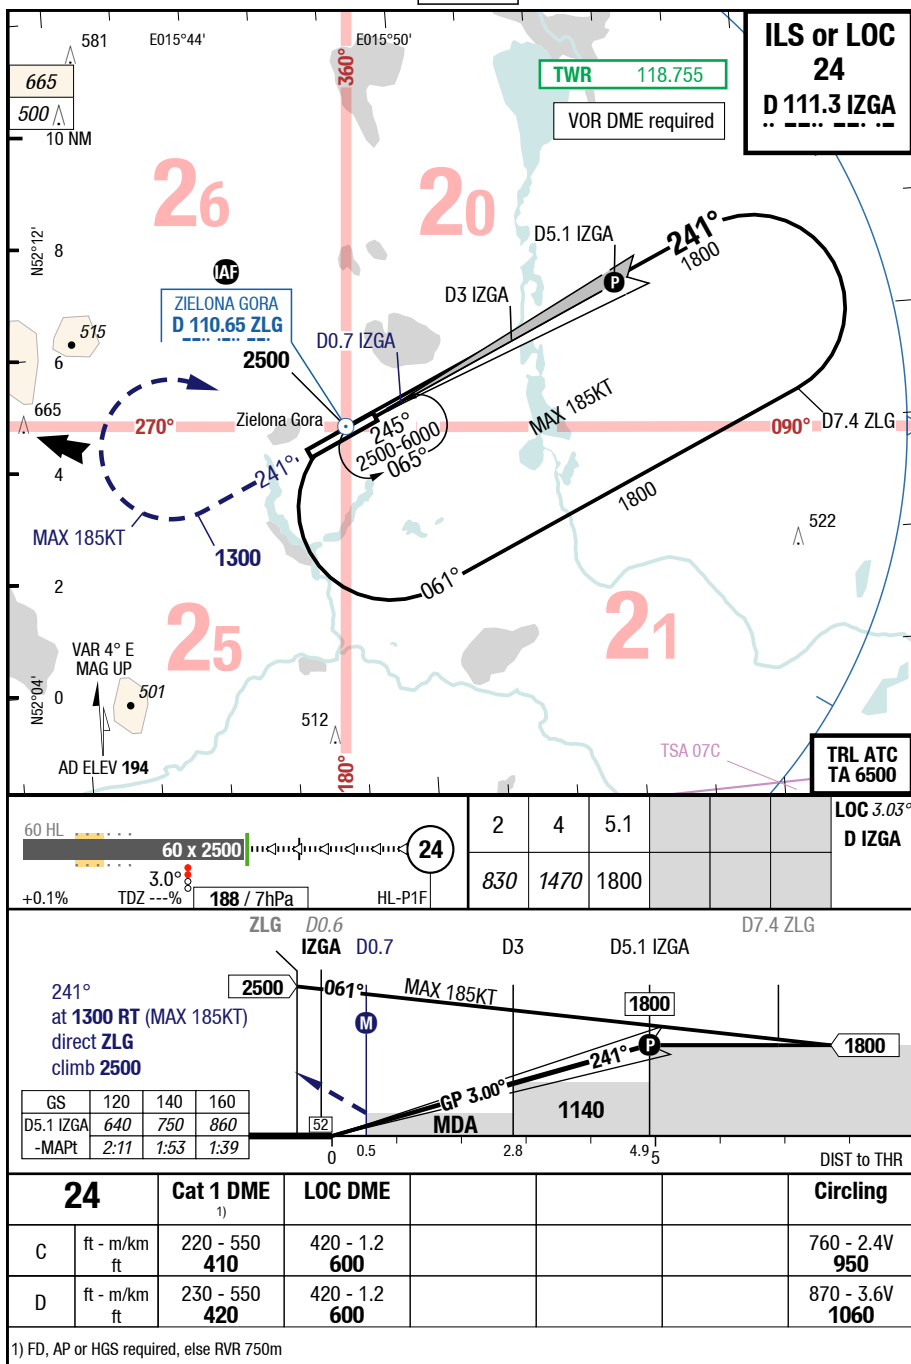 581
E015°44'
E015°50'
360°
ILS or LOC
24
D 111.3 IZGA
TWR 118.755
VOR DME required
665
500
10 NM
26
20
N52°12'
8
IAF
ZIELONA GORA
D 110.65 ZLG
D5.1 IZGA
P
241°
1800
D3 IZGA
D0.7 IZGA
515
6
2500
665
Zielona Gora
270°
090°
D7.4 ZLG
MAX 185KT
245°
2500-6000
065°
241°
4
1800
MAX 185KT
1300
522
2
061°
25
21
VAR 4° E
MAG UP
501
N52°04'
0
512
AD ELEV 194
180°
TSA 07C
TRL ATC
TA 6500
60 HL
60 x 2500
24
3.0°
+0.1%
TDZ ---%
188 / 7hPa
HL-P1F
2 4 5.1
830 1470 1800
LOC 3.03°
D IZGA
ZLG D0.6
IZGA D0.7 D3 D5.1 IZGA
D7.4 ZLG
2500
061°
MAX 185KT
1800
241°
at 1300 RT (MAX 185KT)
direct ZLG
climb 2500
M
P
241°
1800
GP 3.00°
1140
MDA
52
GS 120 140 160
D5.1 IZGA 640 750 860
-MAPt 2:11 1:53 1:39
0 0.5 2.8 4.9 5 DIST to THR
24 Cat 1 DME LOC DME Circling
1)
C ft - m/km 220 - 550 420 - 1.2 760 - 2.4V
ft 410 600 950
D ft - m/km 230 - 550 420 - 1.2 870 - 3.6V
ft 420 600 1060
1) FD, AP or HGS required, else RVR 750m